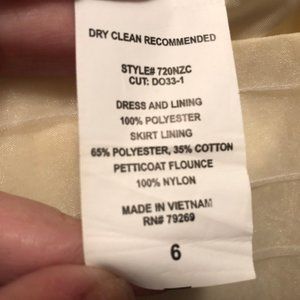 DRY CLEAN RECOMMENDED
STYLE# 720NZC
CUT: DO33-1
DRESS AND LINING
100% POLYESTER
SKIRT LINING
65% POLYESTER, 35% COTTON
PETTICOAT FLOUNCE
100% NYLON
MADE IN VIETNAM
RN# 79269
6